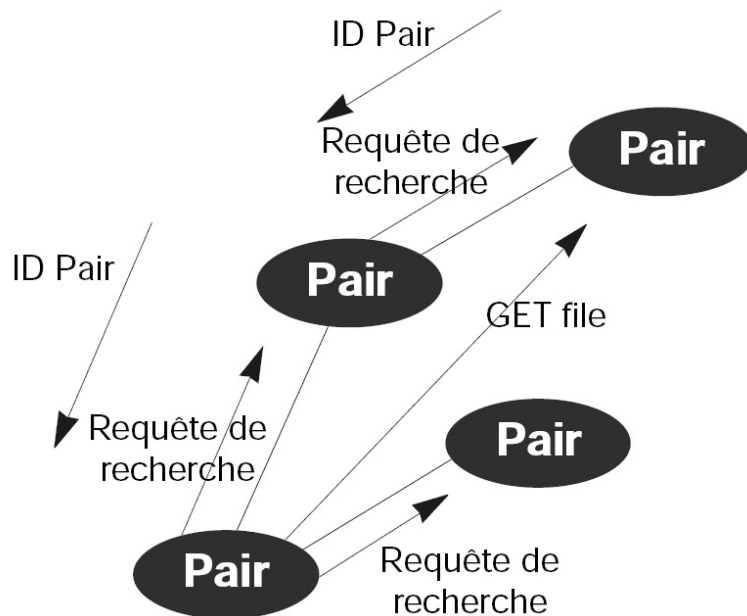 ID Pair
Requête de
recherche
Pair
ID Pair
Pair
GET file
Requête de
recherche
Pair
Pair
Requête de
recherche